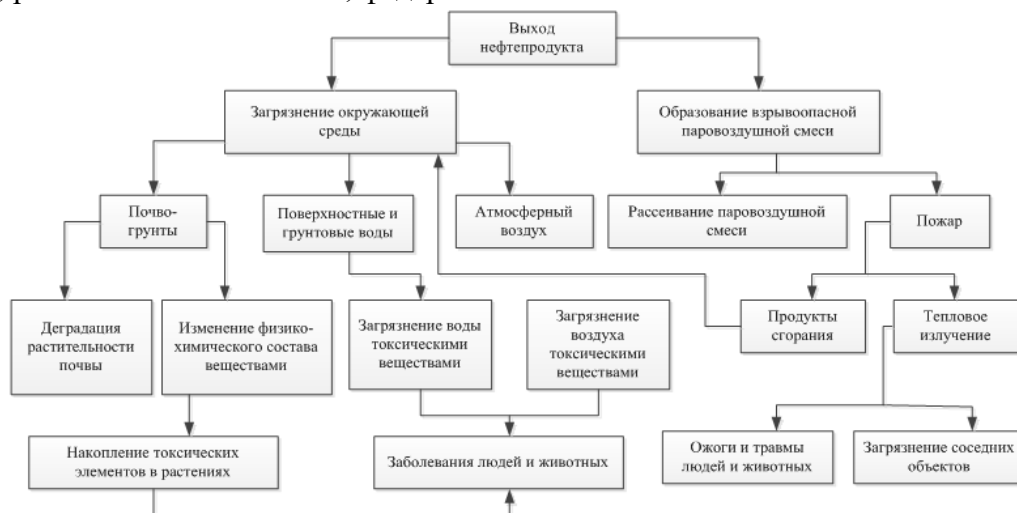 Выход
нефтепродукта
Загрязнение окружающей
среды
Образование взрывоопасной
паровоздушной смеси
Почво-
грунты
Поверхностные и
грунтовые воды
Атмосферный
воздух
Рассеивание паровоздушной
смеси
Пожар
Деградация
растительности
почвы
Изменение физико-
химического состава
веществами
Загрязнение воды
токсическими
веществами
Загрязнение
воздуха
токсическими
веществами
Продукты
сгорания
Тепловое
излучение
Накопление токсических
элементов в растениях
Заболевания людей и животных
Ожоги и травмы
людей и животных
Загрязнение соседних
объектов